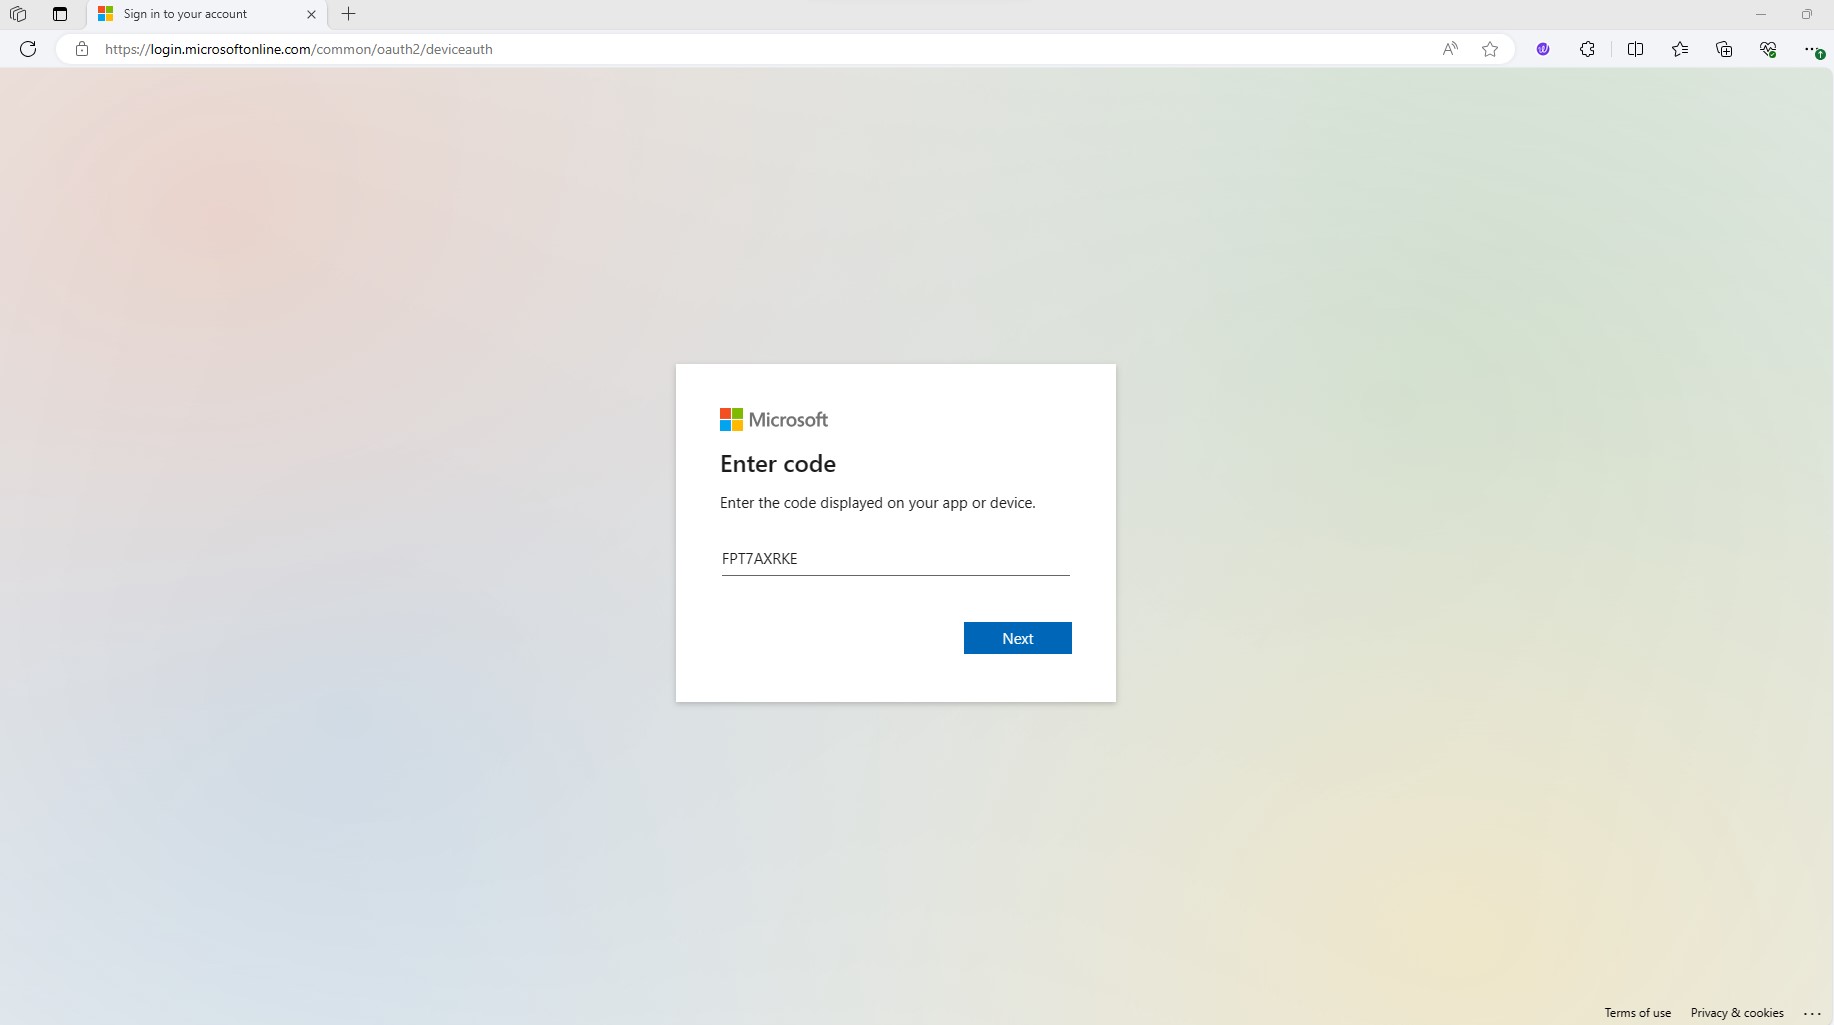 Sign in to your account
https://login.microsoftonline.com/common/oauth2/deviceauth
Microsoft
Enter code
Enter the code displayed on your app or device.
FPT7AXRKE
Next
Terms of use
Privacy & cookies
...